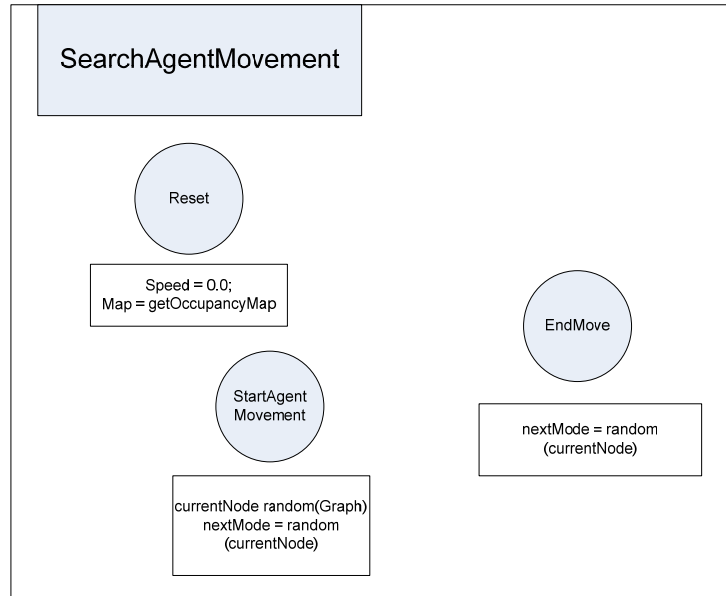 SearchAgentMovement
Reset
Speed = 0.0;
Map = getOccupancyMap
StartAgent
Movement
currentNode random(Graph)
nextMode = random
(currentNode)
EndMove
nextMode = random
(currentNode)